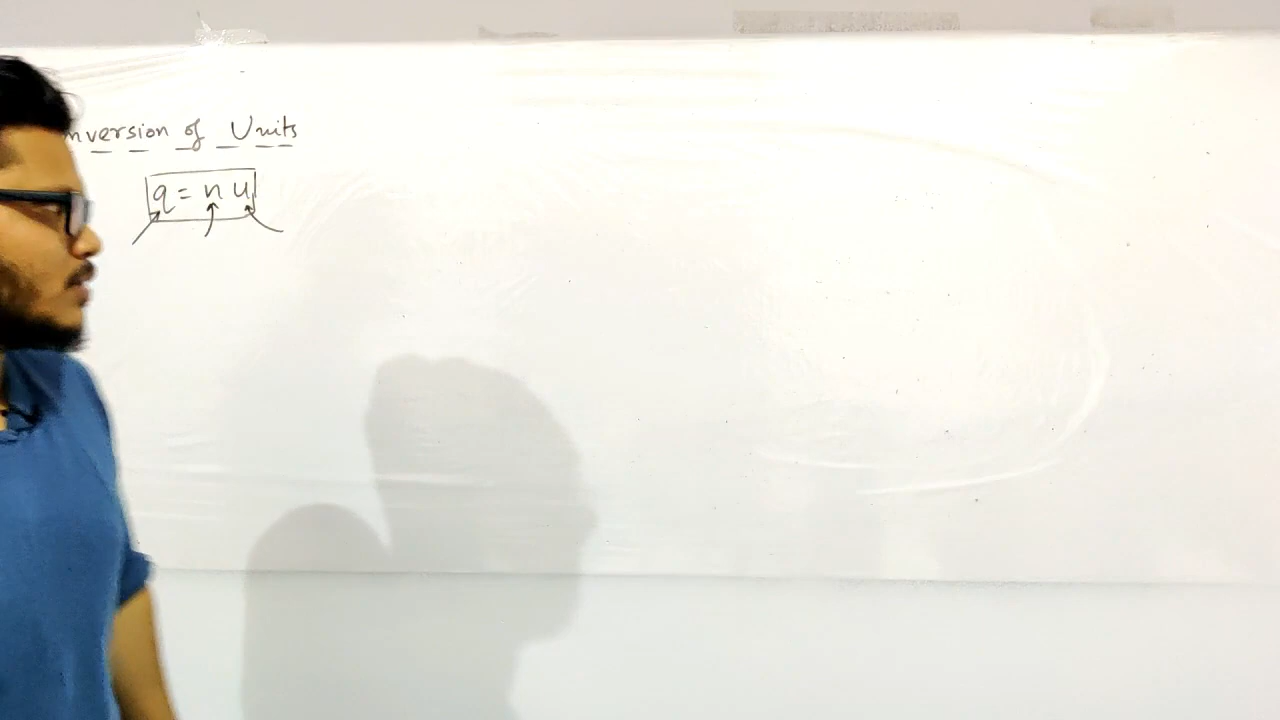 nversion of Units
q = n u